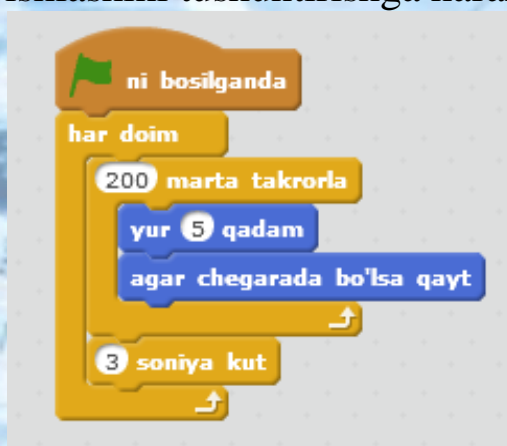 ni bosilganda
har doim
200 marta takrorla
yur 5 qadam
agar chegarada bo'lsa qayt
3 soniya kut